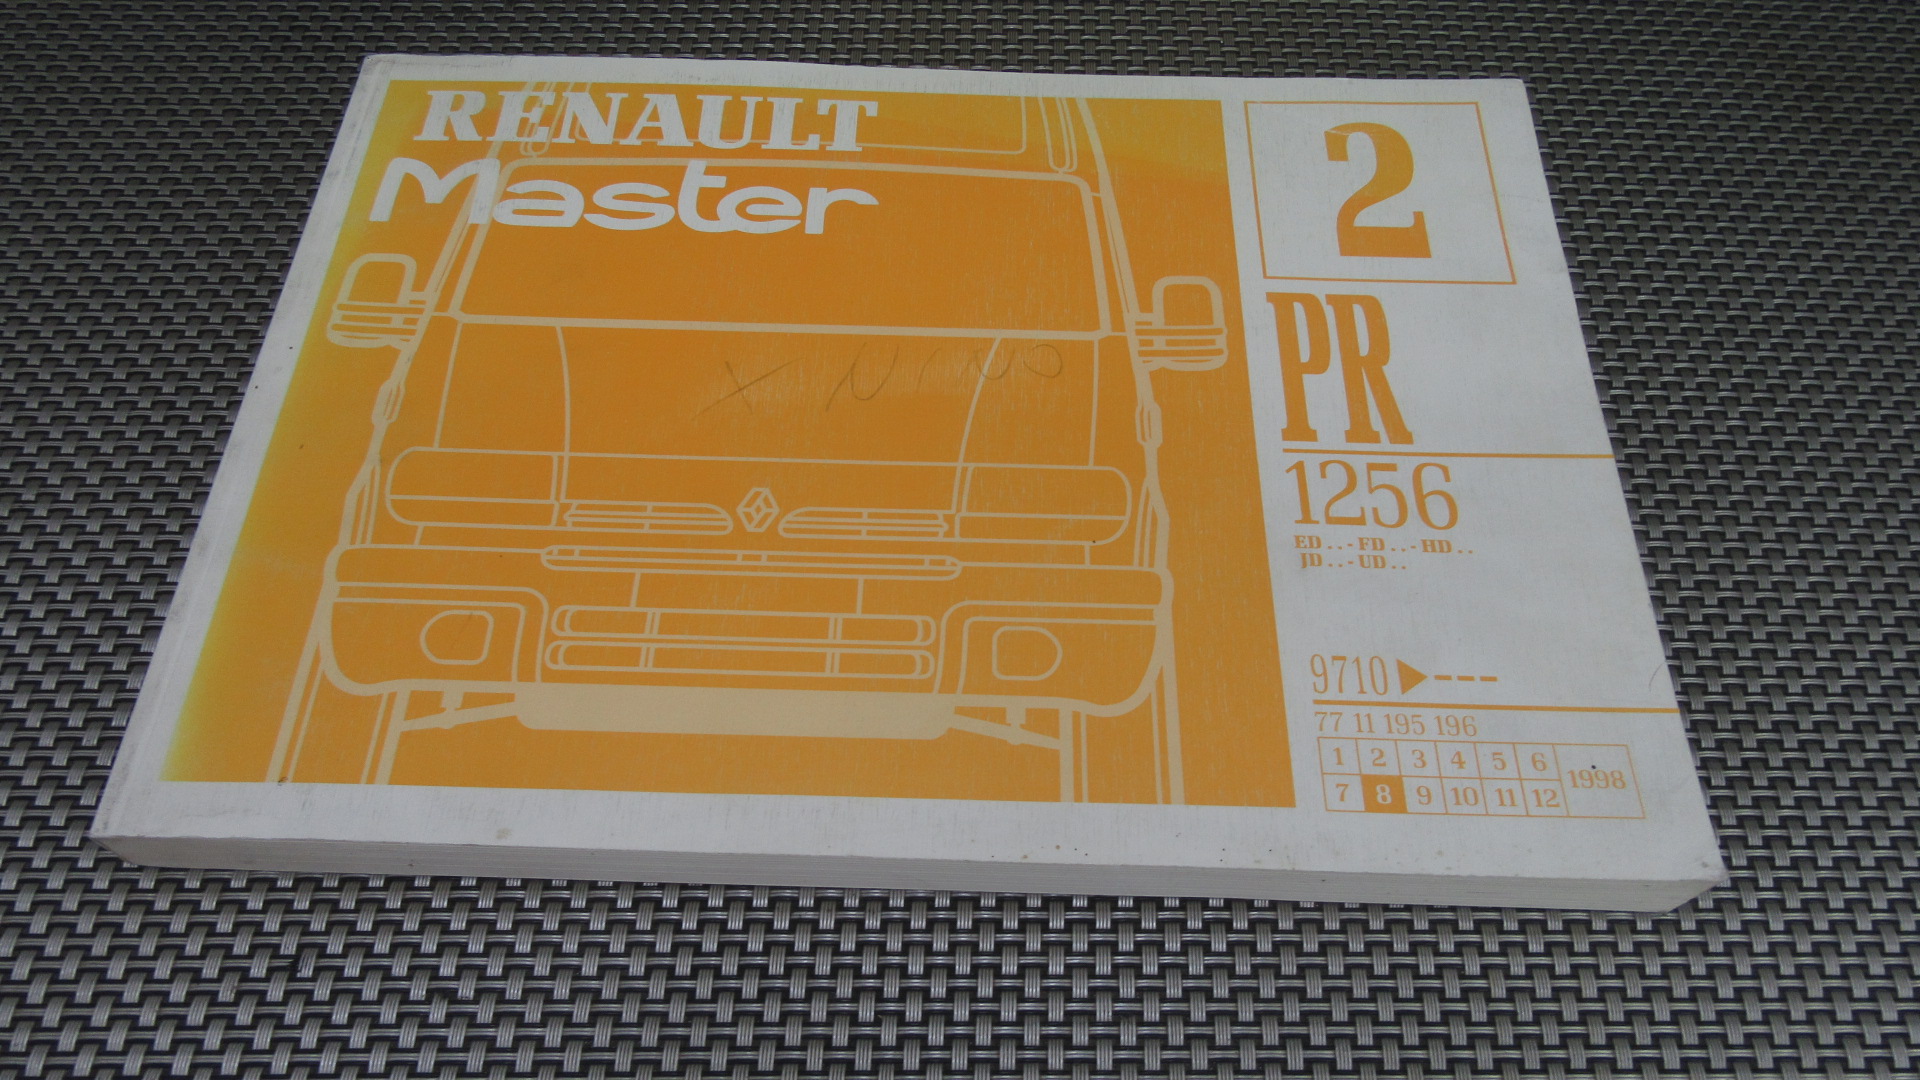 RENAULT
Master
X NINO
2
PR
1256
ED..-FD..-HD..
JD..-UD..
9710 ▶---
77 11 195 196
1 2 3 4 5 6
7 8 9 10 11 12
1998